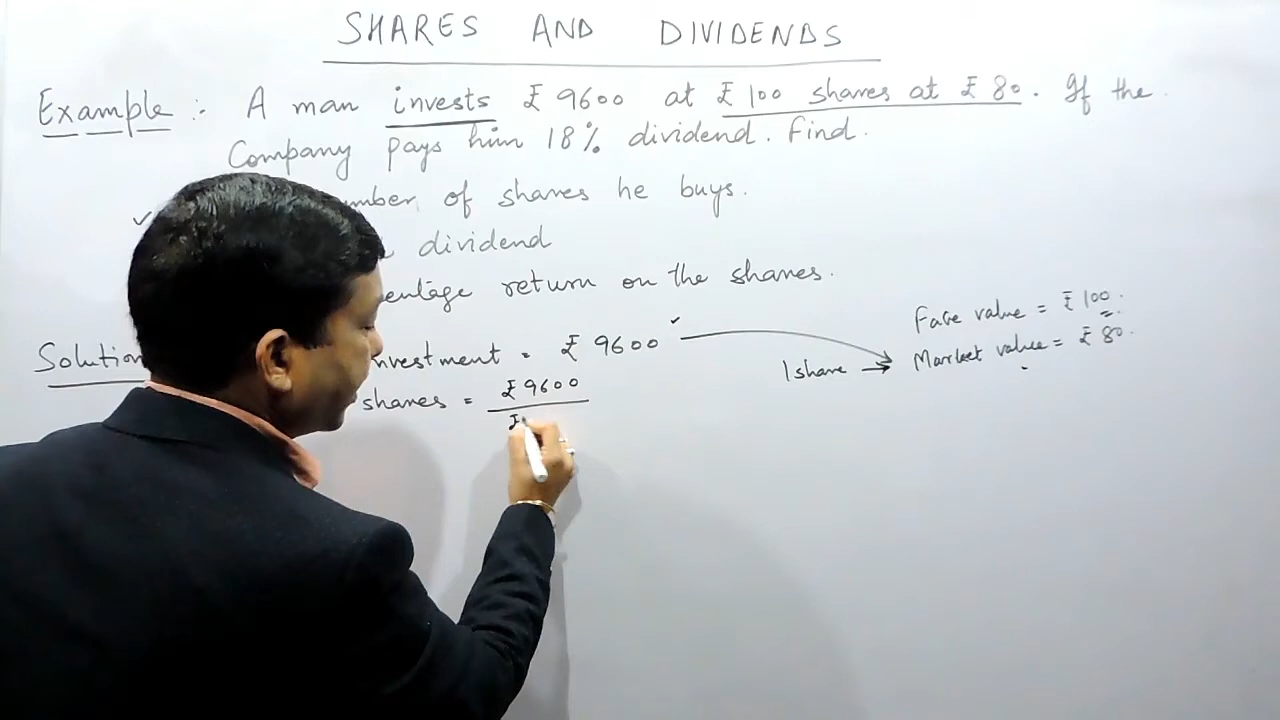 SHARES AND DIVIDENDS
Example :- A man invests ₹ 9600 at ₹ 100 shares at ₹ 80. If the
Company pays him 18% dividend. Find.
of shares he buys.
dividend
return on the shares.
Solution
= ₹ 9600
shares = ₹ 9600
₹
Face value = ₹ 100.
1 share → Market value = ₹ 80.